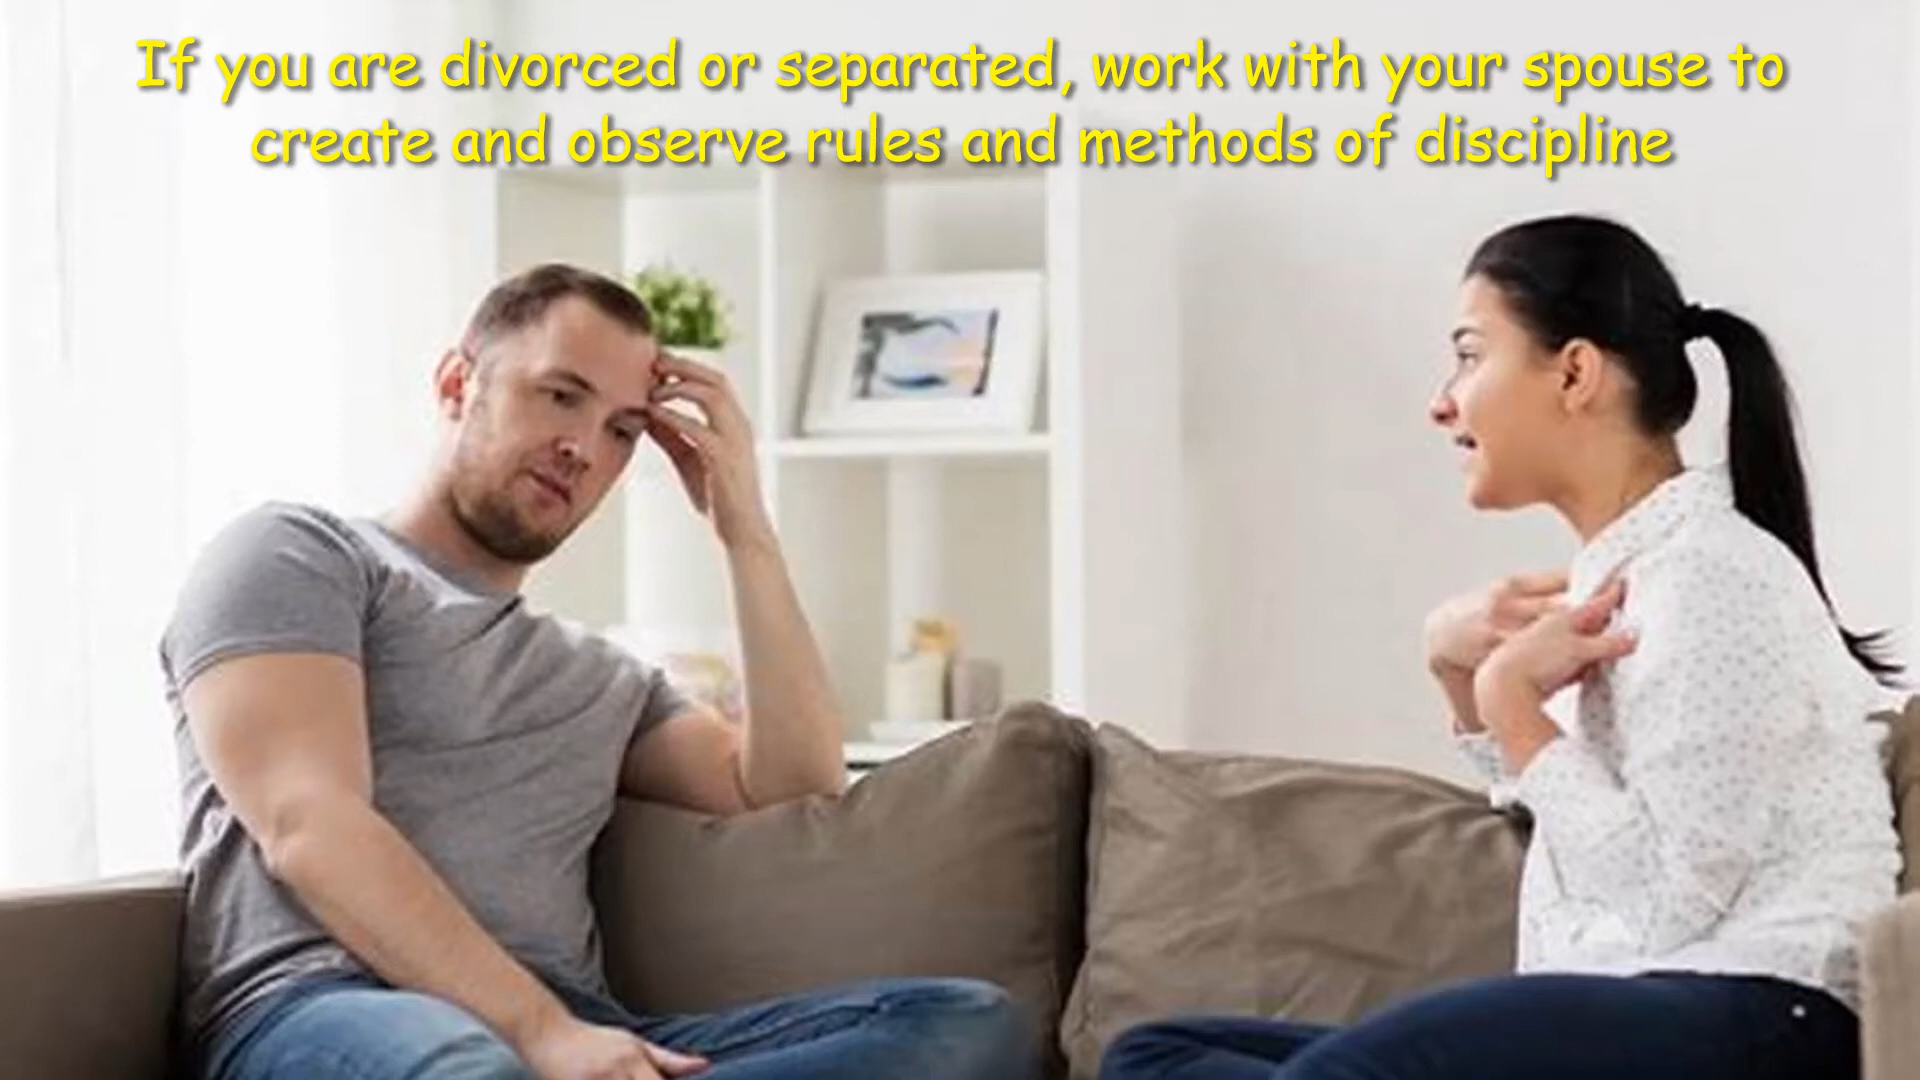 If you are divorced or separated, work with your spouse to
create and observe rules and methods of discipline